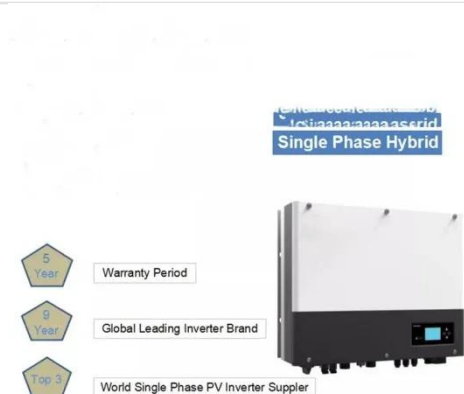 Single Phase Hybrid
5
Year
Warranty Period
9
Year
Global Leading Inverter Brand
Top 3
World Single Phase PV Inverter Suppler